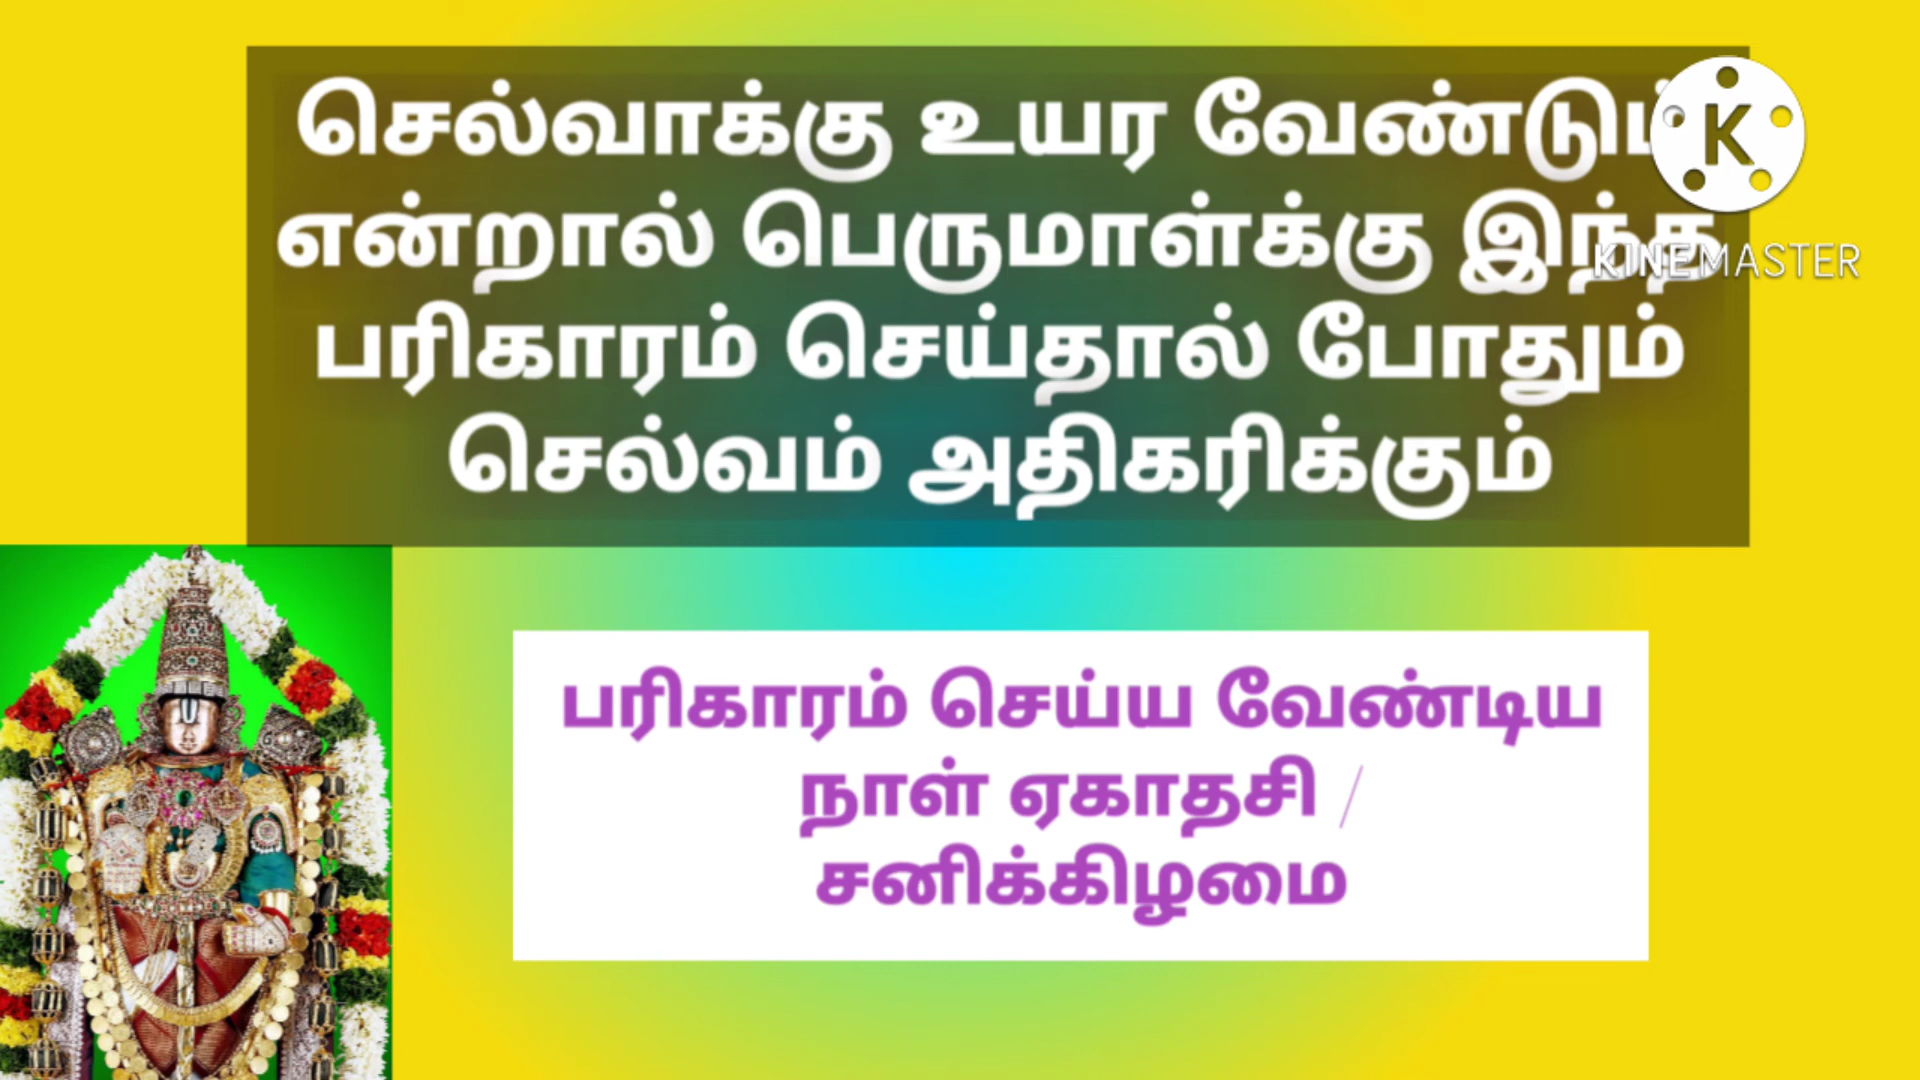 செல்வாக்கு உயர வேண்டும்
என்றால் பெருமாள்க்கு இந்த
பரிகாரம் செய்தால் போதும்
செல்வம் அதிகரிக்கும்
K
KINEMASTER
பரிகாரம் செய்ய வேண்டிய
நாள் ஏகாதசி /
சனிக்கிழமை